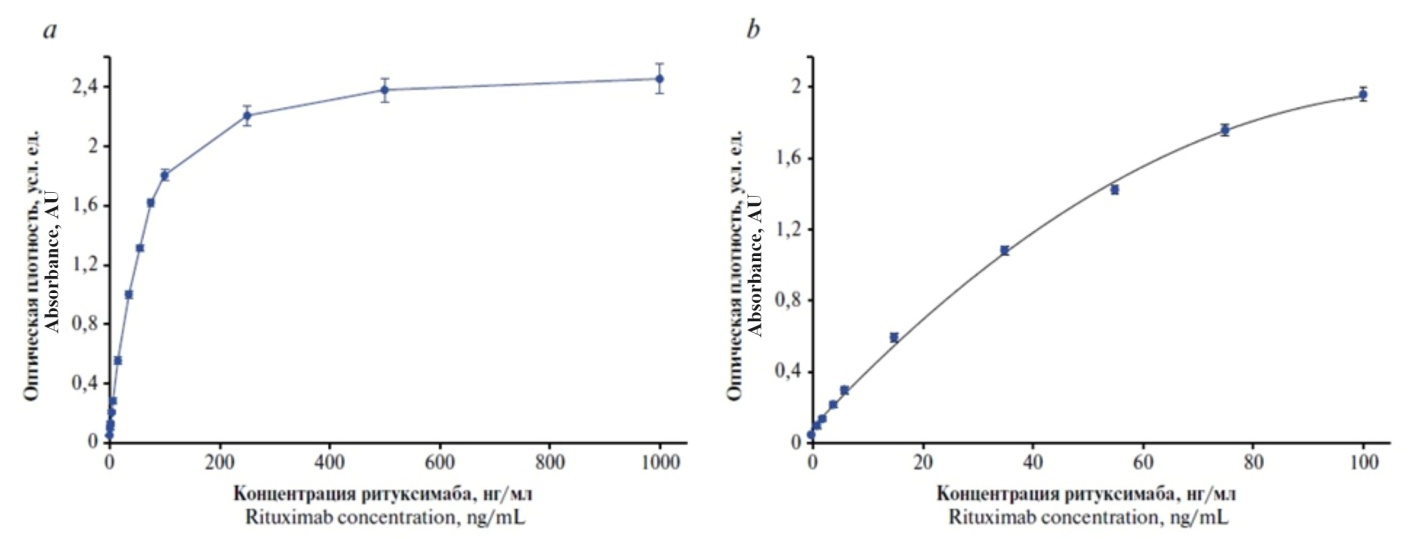 a
Оптическая плотность, усл. ед.
Absorbance, AU
2,4
2
1,6
1,2
0,8
0,4
0
0 200 400 600 800 1000
Концентрация ритуксимаба, нг/мл
Rituximab concentration, ng/mL
b
Оптическая плотность, усл. ед.
Absorbance, AU
2
1,6
1,2
0,8
0,4
0
0 20 40 60 80 100
Концентрация ритуксимаба, нг/мл
Rituximab concentration, ng/mL